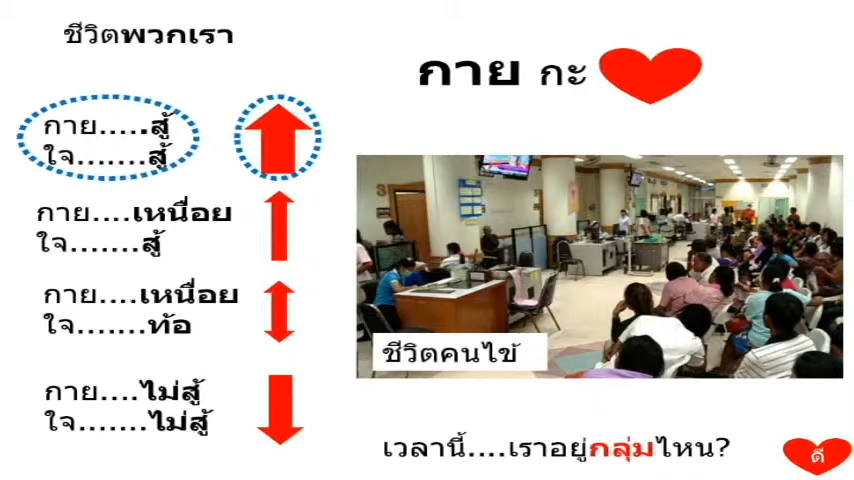 ชีวิตพวกเรา
กาย กะ
กาย.....สู้
ใจ.......สู้
กาย....เหนื่อย
ใจ.......สู้
กาย....เหนื่อย
ใจ.......ท้อ
กาย....ไม่สู้
ใจ.......ไม่สู้
3
ชีวิตคนไข้
เวลานี้....เราอยู่กลุ่มไหน?
ดี